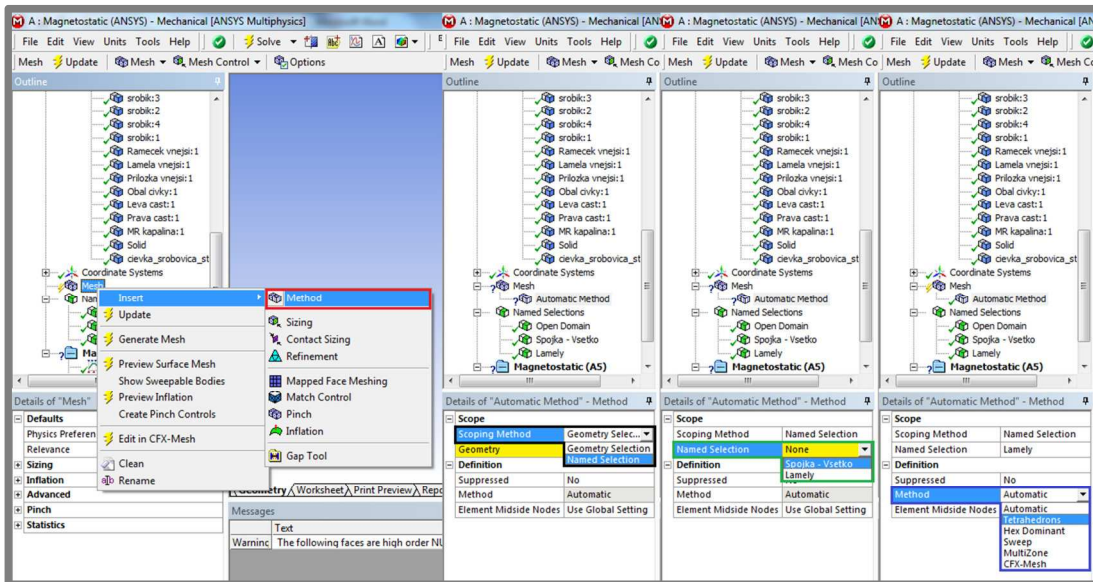 A : Magnetostatic (ANSYS) - Mechanical [ANSYS Multiphysics]
File Edit View Units Tools Help Solve
Mesh Update Mesh Mesh Control Options
Outline
srobik:3
srobik:2
srobik:4
srobik:1
Ramecek vnejsi:1
Lamela vnejsi:1
Prilozka vnejsi:1
Obal civky:1
Leva cast:1
Prava cast:1
MR kapalina:1
Solid
cievka_srobovica_st
Coordinate Systems
Mesh
Insert
Update
Generate Mesh
Preview Surface Mesh
Show Sweepable Bodies
Preview Inflation
Create Pinch Controls
Edit in CFX-Mesh
Clean
Rename
Method
Sizing
Contact Sizing
Refinement
Mapped Face Meshing
Match Control
Pinch
Inflation
Gap Tool
Details of "Mesh"
Defaults
Physics Preferen
Relevance
Sizing
Inflation
Advanced
Pinch
Statistics
Geometry Worksheet Print Preview Repo
Messages
Text
Warninc The following faces are high order NU
A : Magnetostatic (ANSYS) - Mechanical [AN
File Edit View Units Tools Help
Mesh Update Mesh Mesh Co
Outline
srobik:3
srobik:2
srobik:4
srobik:1
Ramecek vnejsi:1
Lamela vnejsi:1
Prilozka vnejsi:1
Obal civky:1
Leva cast:1
Prava cast:1
MR kapalina:1
Solid
cievka_srobovica_st
Coordinate Systems
Mesh
Automatic Method
Named Selections
Open Domain
Spojka - Vsetko
Lamely
Magnetostatic (A5)
Details of "Automatic Method" - Method
Scope
Scoping Method Geometry Selec...
Geometry Geometry Selection
Named Selection
Definition
Suppressed No
Method Automatic
Element Midside Nodes Use Global Setting
A : Magnetostatic (ANSYS) - Mechanical [AN
File Edit View Units Tools Help
Mesh Update Mesh Mesh Co
Outline
srobik:3
srobik:2
srobik:4
srobik:1
Ramecek vnejsi:1
Lamela vnejsi:1
Prilozka vnejsi:1
Obal civky:1
Leva cast:1
Prava cast:1
MR kapalina:1
Solid
cievka_srobovica_st
Coordinate Systems
Mesh
Automatic Method
Named Selections
Open Domain
Spojka - Vsetko
Lamely
Magnetostatic (A5)
Details of "Automatic Method" - Method
Scope
Scoping Method Named Selection
Named Selection None
Spojka - Vsetko
Lamely
Definition
Suppressed
Method Automatic
Element Midside Nodes Use Global Setting
A : Magnetostatic (ANSYS) - Mechanical [AN
File Edit View Units Tools Help
Mesh Update Mesh Mesh Co
Outline
srobik:3
srobik:2
srobik:4
srobik:1
Ramecek vnejsi:1
Lamela vnejsi:1
Prilozka vnejsi:1
Obal civky:1
Leva cast:1
Prava cast:1
MR kapalina:1
Solid
cievka_srobovica_st
Coordinate Systems
Mesh
Automatic Method
Named Selections
Open Domain
Spojka - Vsetko
Lamely
Magnetostatic (A5)
Details of "Automatic Method" - Method
Scope
Scoping Method Named Selection
Named Selection Lamely
Definition
Suppressed No
Method Automatic
Element Midside Nodes Automatic
Tetrahedrons
Hex Dominant
Sweep
MultiZone
CFX-Mesh